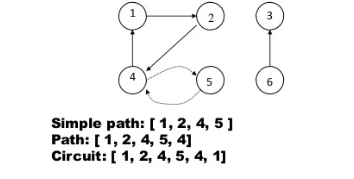 1 2 3
4 5 6
Simple path: [ 1, 2, 4, 5 ]
Path: [ 1, 2, 4, 5, 4]
Circuit: [ 1, 2, 4, 5, 4, 1]